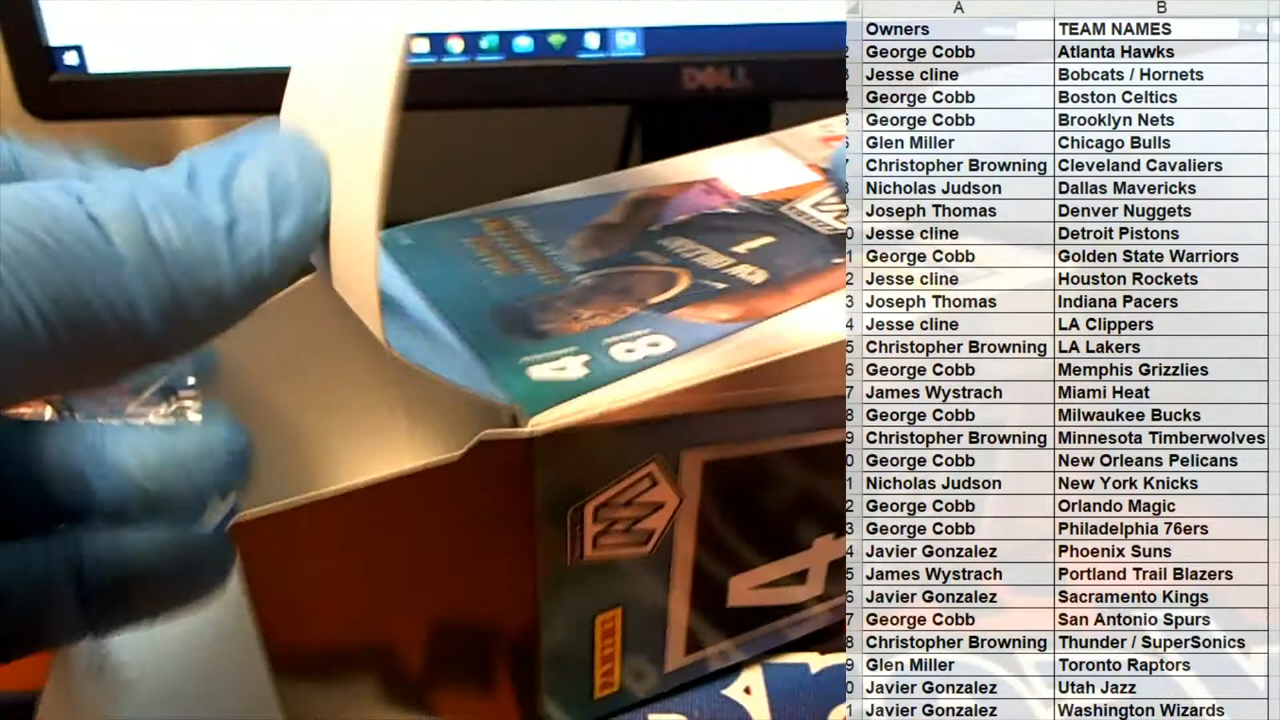 DELL
NEW ORLEANS
1
4
8
4
PANINI
A B
Owners TEAM NAMES
George Cobb Atlanta Hawks
Jesse cline Bobcats / Hornets
George Cobb Boston Celtics
George Cobb Brooklyn Nets
Glen Miller Chicago Bulls
Christopher Browning Cleveland Cavaliers
Nicholas Judson Dallas Mavericks
Joseph Thomas Denver Nuggets
Jesse cline Detroit Pistons
George Cobb Golden State Warriors
Jesse cline Houston Rockets
Joseph Thomas Indiana Pacers
Jesse cline LA Clippers
Christopher Browning LA Lakers
George Cobb Memphis Grizzlies
James Wystrach Miami Heat
George Cobb Milwaukee Bucks
Christopher Browning Minnesota Timberwolves
George Cobb New Orleans Pelicans
Nicholas Judson New York Knicks
George Cobb Orlando Magic
George Cobb Philadelphia 76ers
Javier Gonzalez Phoenix Suns
James Wystrach Portland Trail Blazers
Javier Gonzalez Sacramento Kings
George Cobb San Antonio Spurs
Christopher Browning Thunder / SuperSonics
Glen Miller Toronto Raptors
Javier Gonzalez Utah Jazz
Javier Gonzalez Washington Wizards